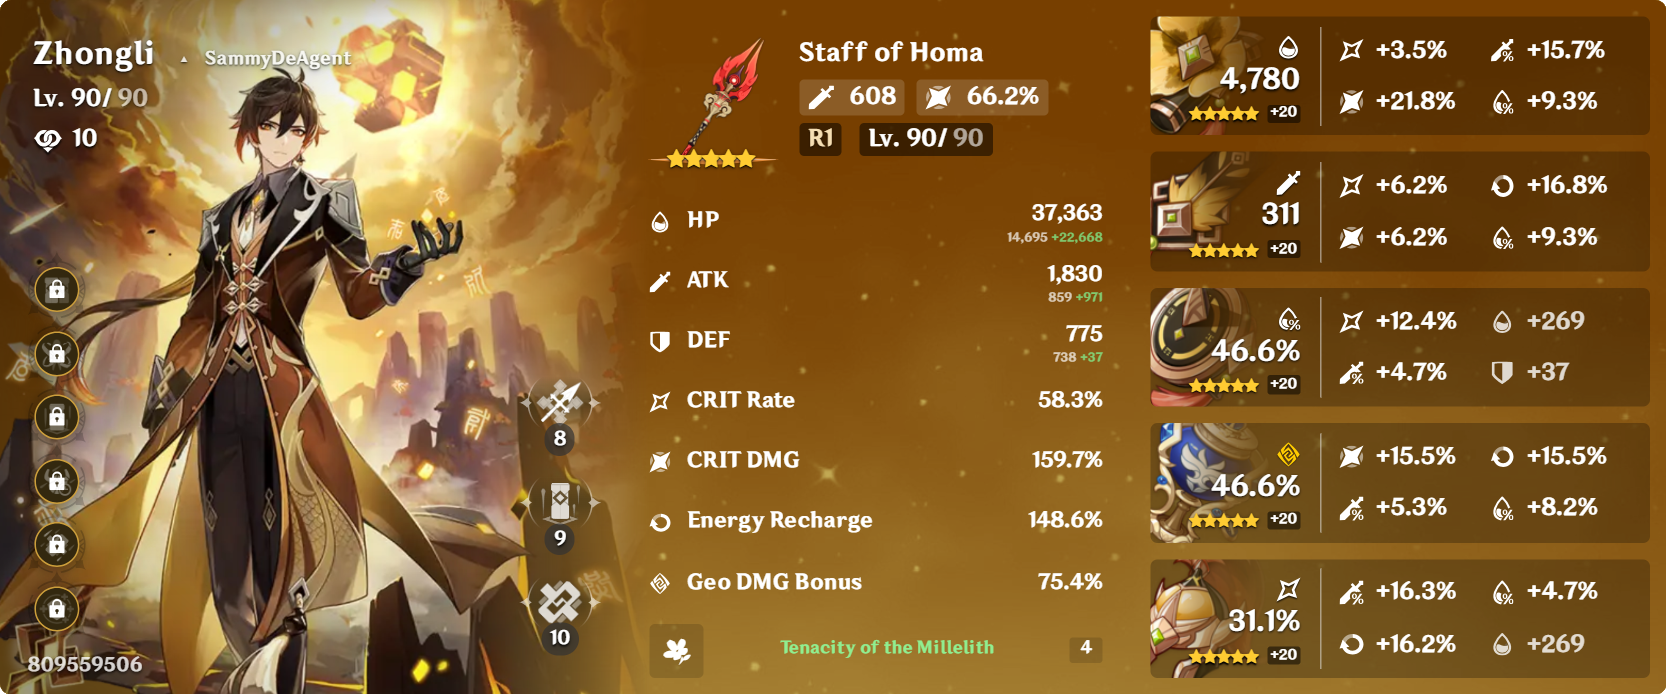 Zhongli
SammyDeAgent
Lv. 90/ 90
10
8
9
10
809559506
Staff of Homa
608 66.2%
R1 Lv. 90/ 90
HP 37,363
14,695 +22,668
ATK 1,830
859 +971
DEF 775
738 +37
CRIT Rate 58.3%
CRIT DMG 159.7%
Energy Recharge 148.6%
Geo DMG Bonus 75.4%
Tenacity of the Millelith 4
4,780
+20
+3.5% +15.7%
+21.8% +9.3%
311
+20
+6.2% +16.8%
+6.2% +9.3%
46.6%
+20
+12.4% +269
+4.7% +37
46.6%
+20
+15.5% +15.5%
+5.3% +8.2%
31.1%
+20
+16.3% +4.7%
+16.2% +269